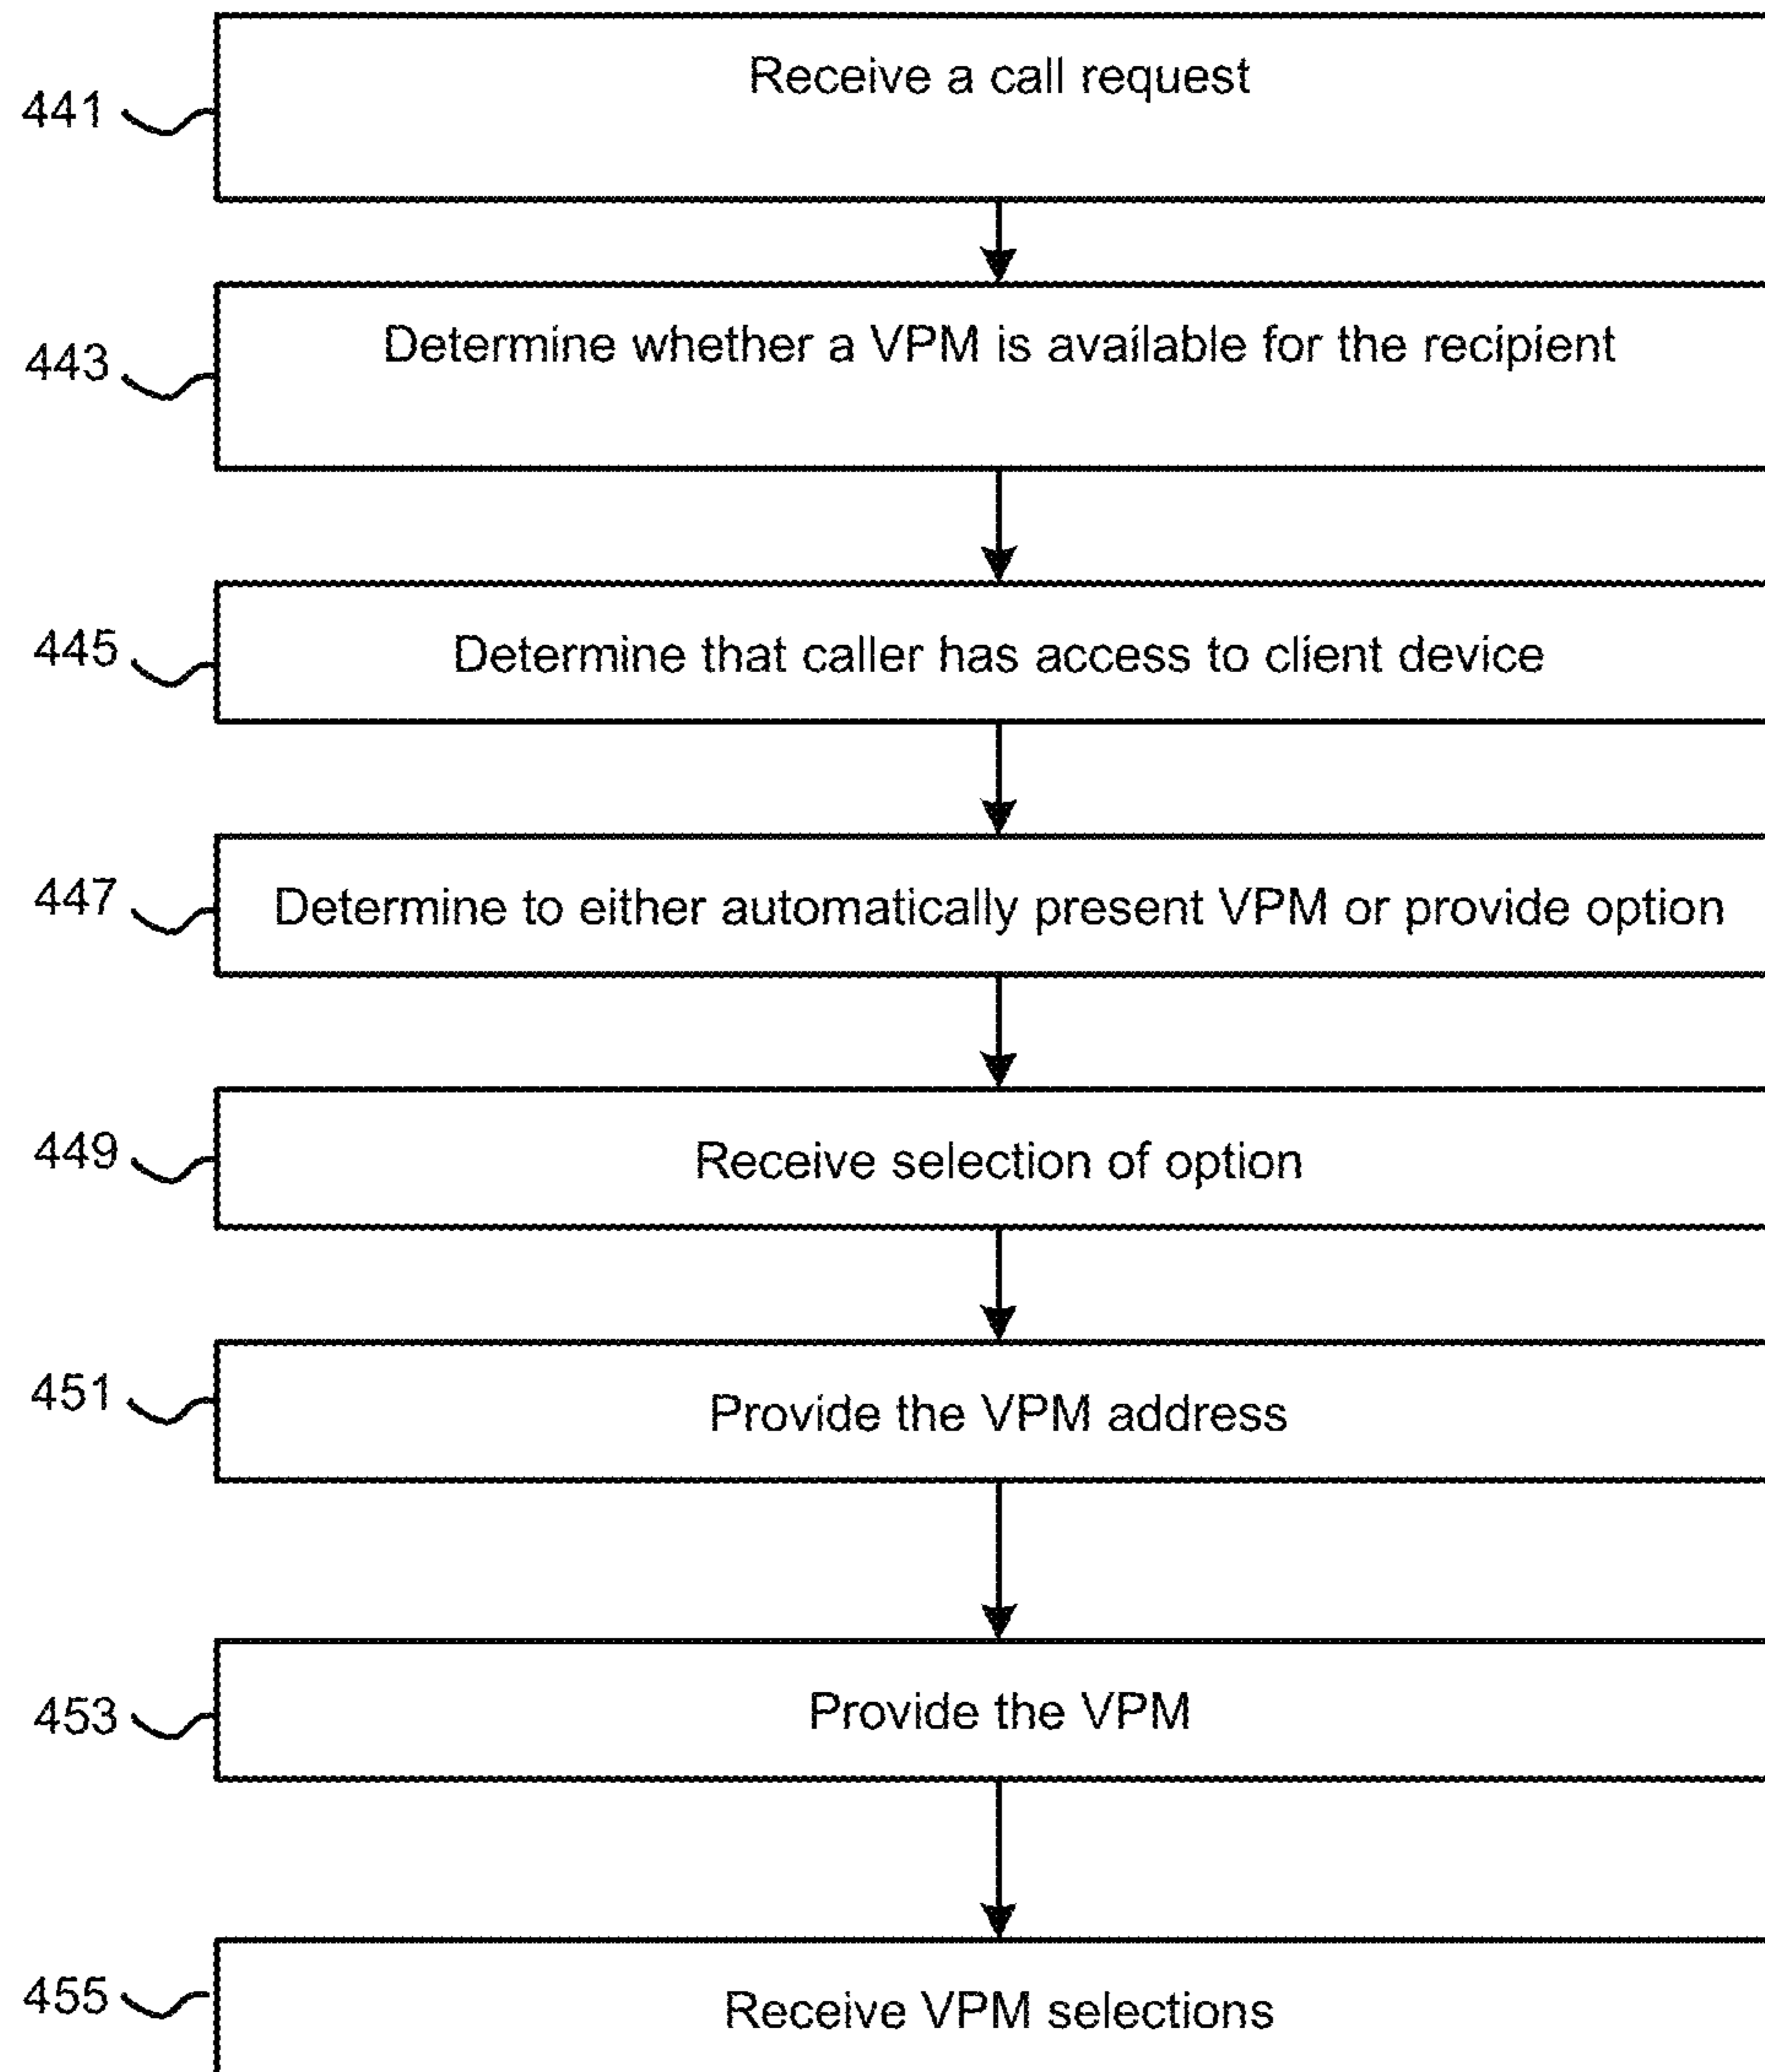 Receive a call request
441
Determine whether a VPM is available for the recipient
443
Determine that caller has access to client device
445
Determine to either automatically present VPM or provide option
447
Receive selection of option
449
Provide the VPM address
451
Provide the VPM
453
Receive VPM selections
455